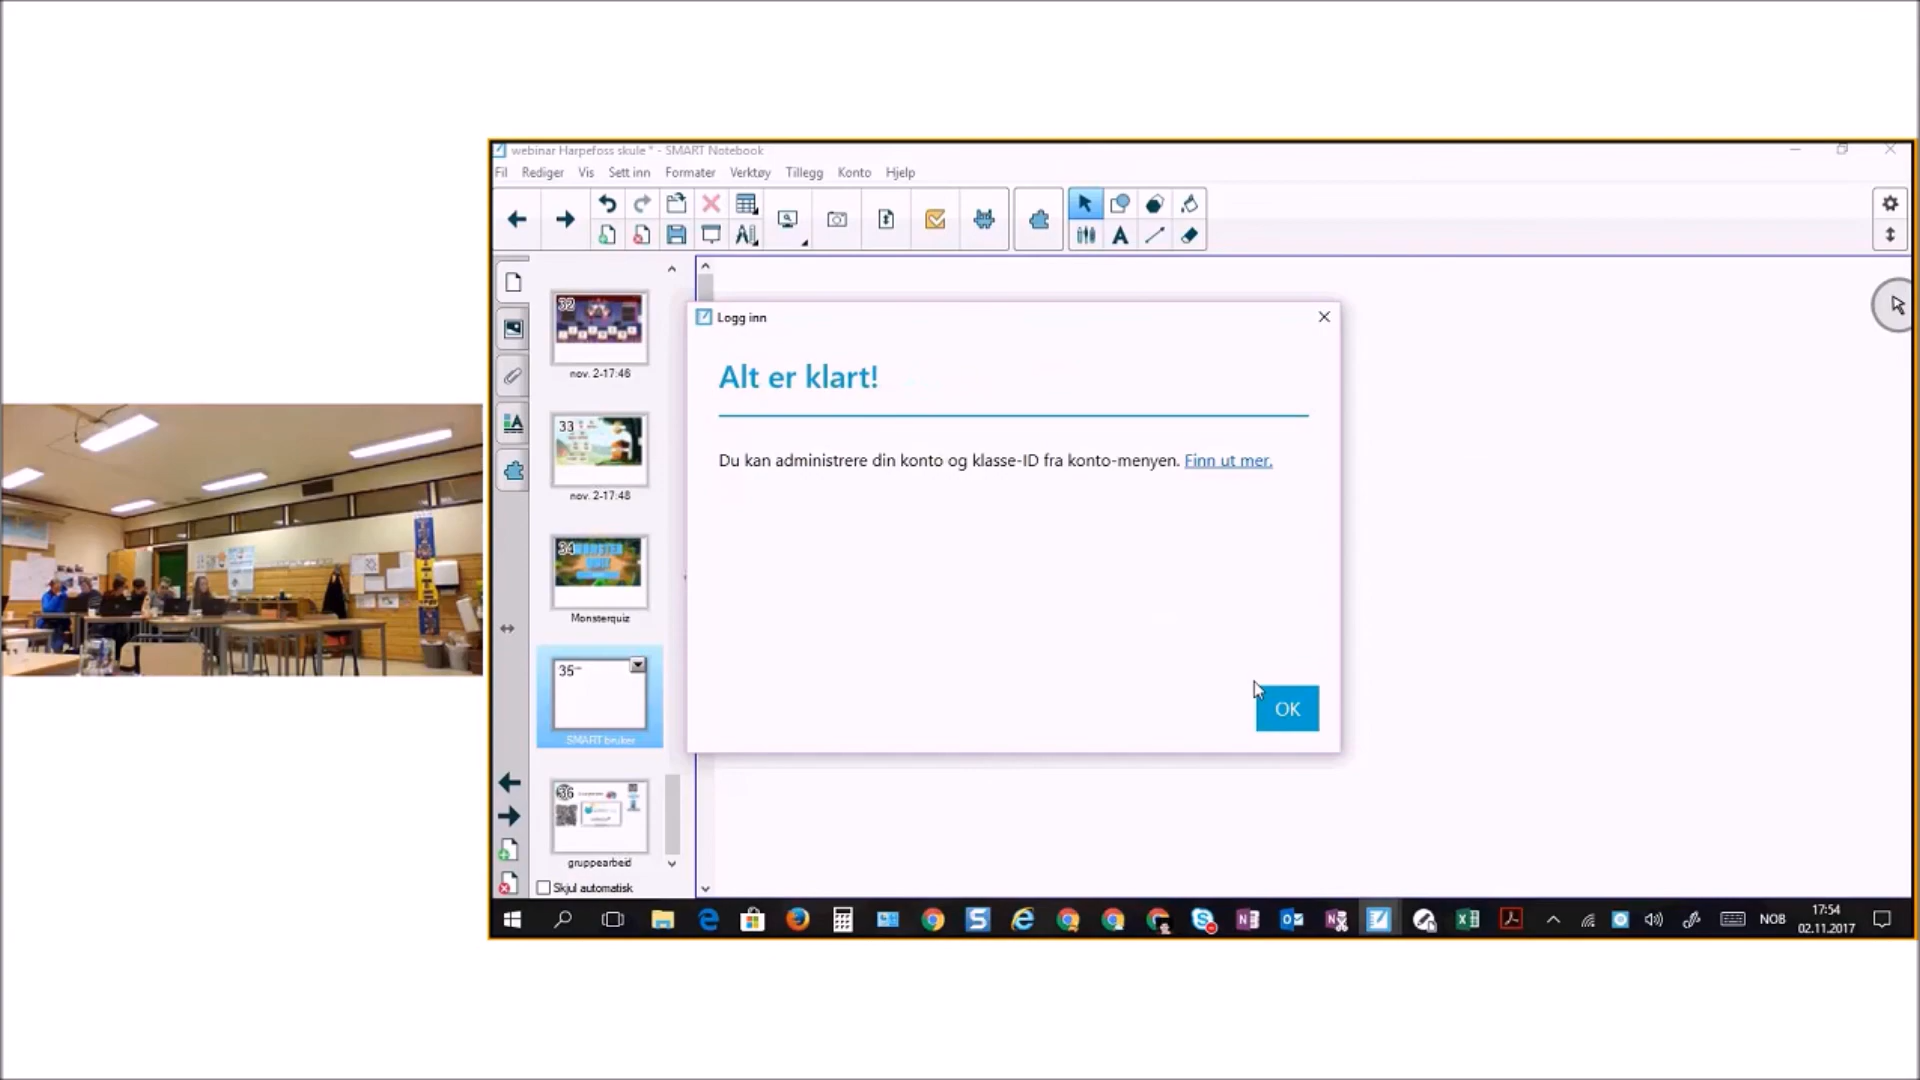 webinar Harpefoss skule * - SMART Notebook
Fil Rediger Vis Sett inn Formater Verktøy Tillegg Konto Hjelp
32
nov. 2-17:46
33
nov. 2-17:48
34
Monsterquiz
35
SMART bruker
36
gruppearbeid
Skjul automatisk
Logg inn
Alt er klart!
Du kan administrere din konto og klasse-ID fra konto-menyen. Finn ut mer.
OK
NOB
17:54
02.11.2017